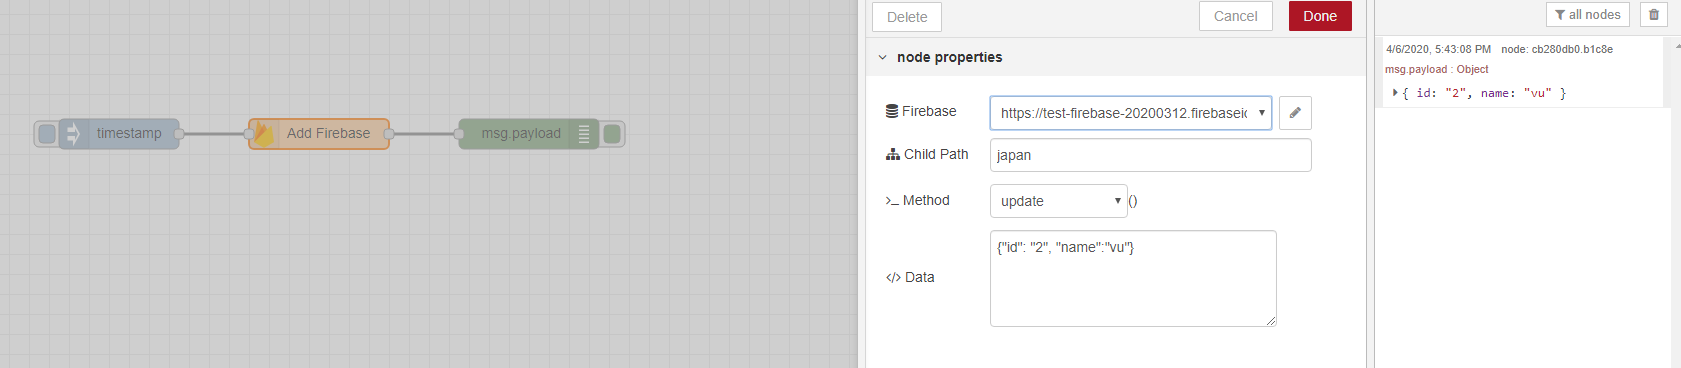 Delete
Cancel
Done
all nodes
node properties
4/6/2020, 5:43:08 PM node: cb280db0.b1c8e
msg.payload : Object
{ id: "2", name: "vu" }
timestamp
Add Firebase
msg.payload
Firebase
https://test-firebase-20200312.firebaseio
Child Path
japan
Method
update
()
Data
{"id": "2", "name":"vu"}